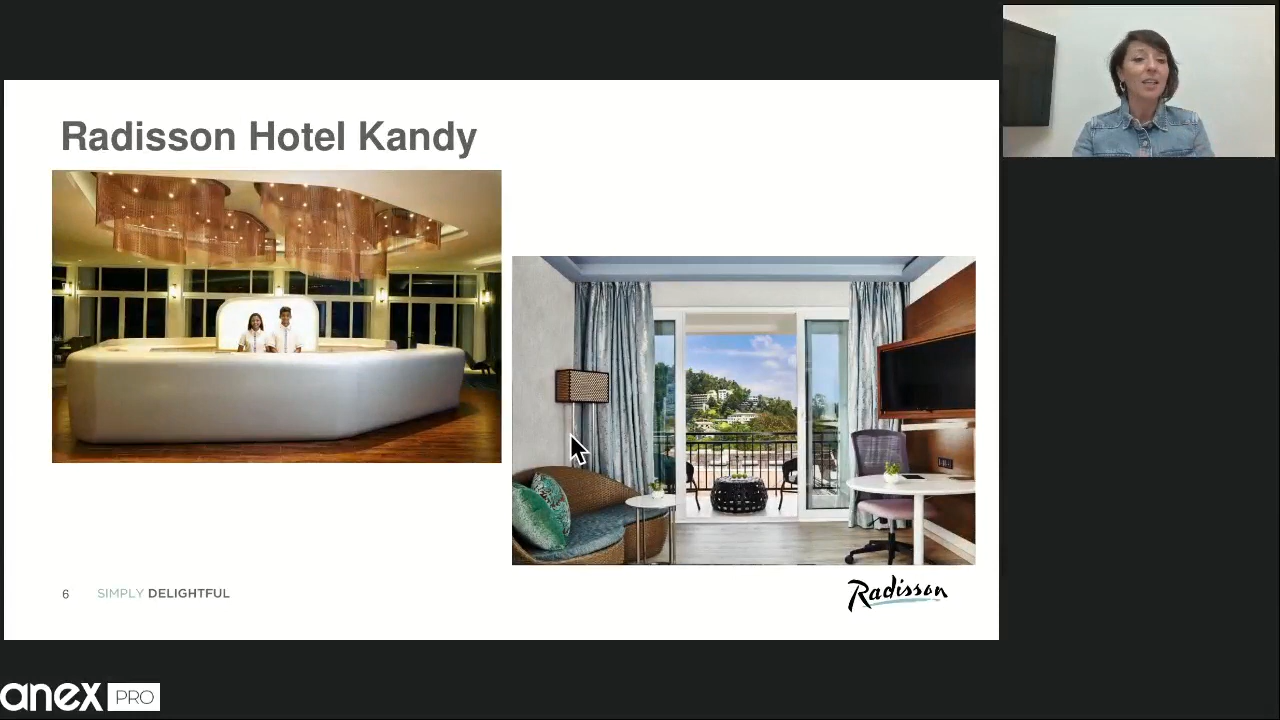 Radisson Hotel Kandy
6 SIMPLY DELIGHTFUL
Radisson
anex PRO